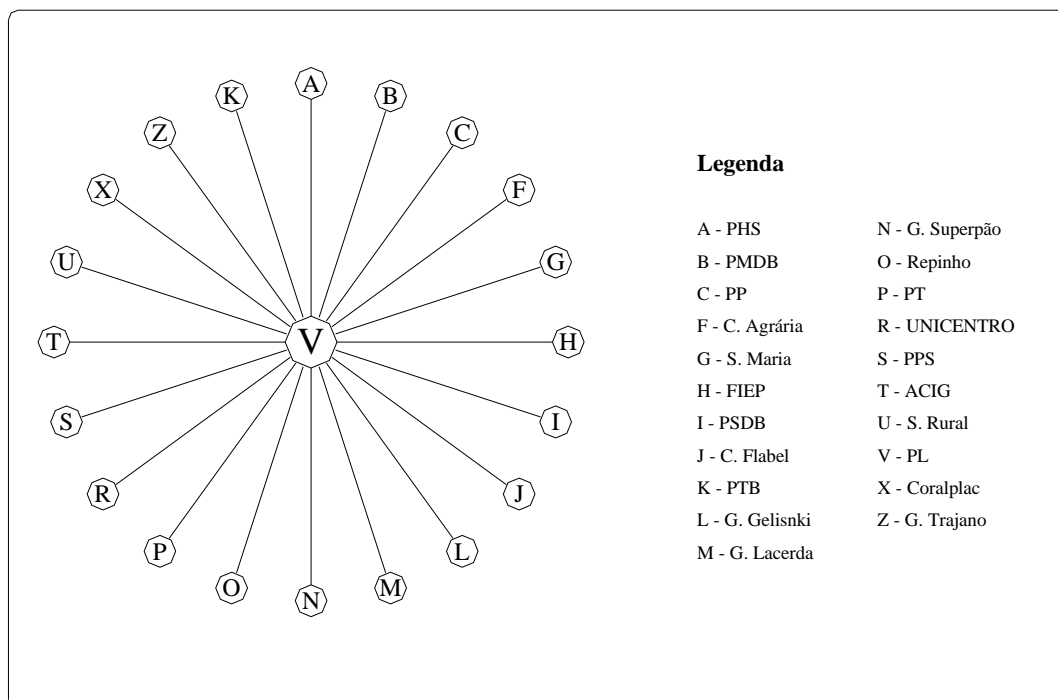 K
A
B
Z
C
X
F
U
G
T
V
H
S
I
R
J
P
L
O
N
M
Legenda
A - PHS
B - PMDB
C - PP
F - C. Agrária
G - S. Maria
H - FIEP
I - PSDB
J - C. Flabel
K - PTB
L - G. Gelisnki
M - G. Lacerda
N - G. Superpão
O - Repinho
P - PT
R - UNICENTRO
S - PPS
T - ACIG
U - S. Rural
V - PL
X - Coralplac
Z - G. Trajano